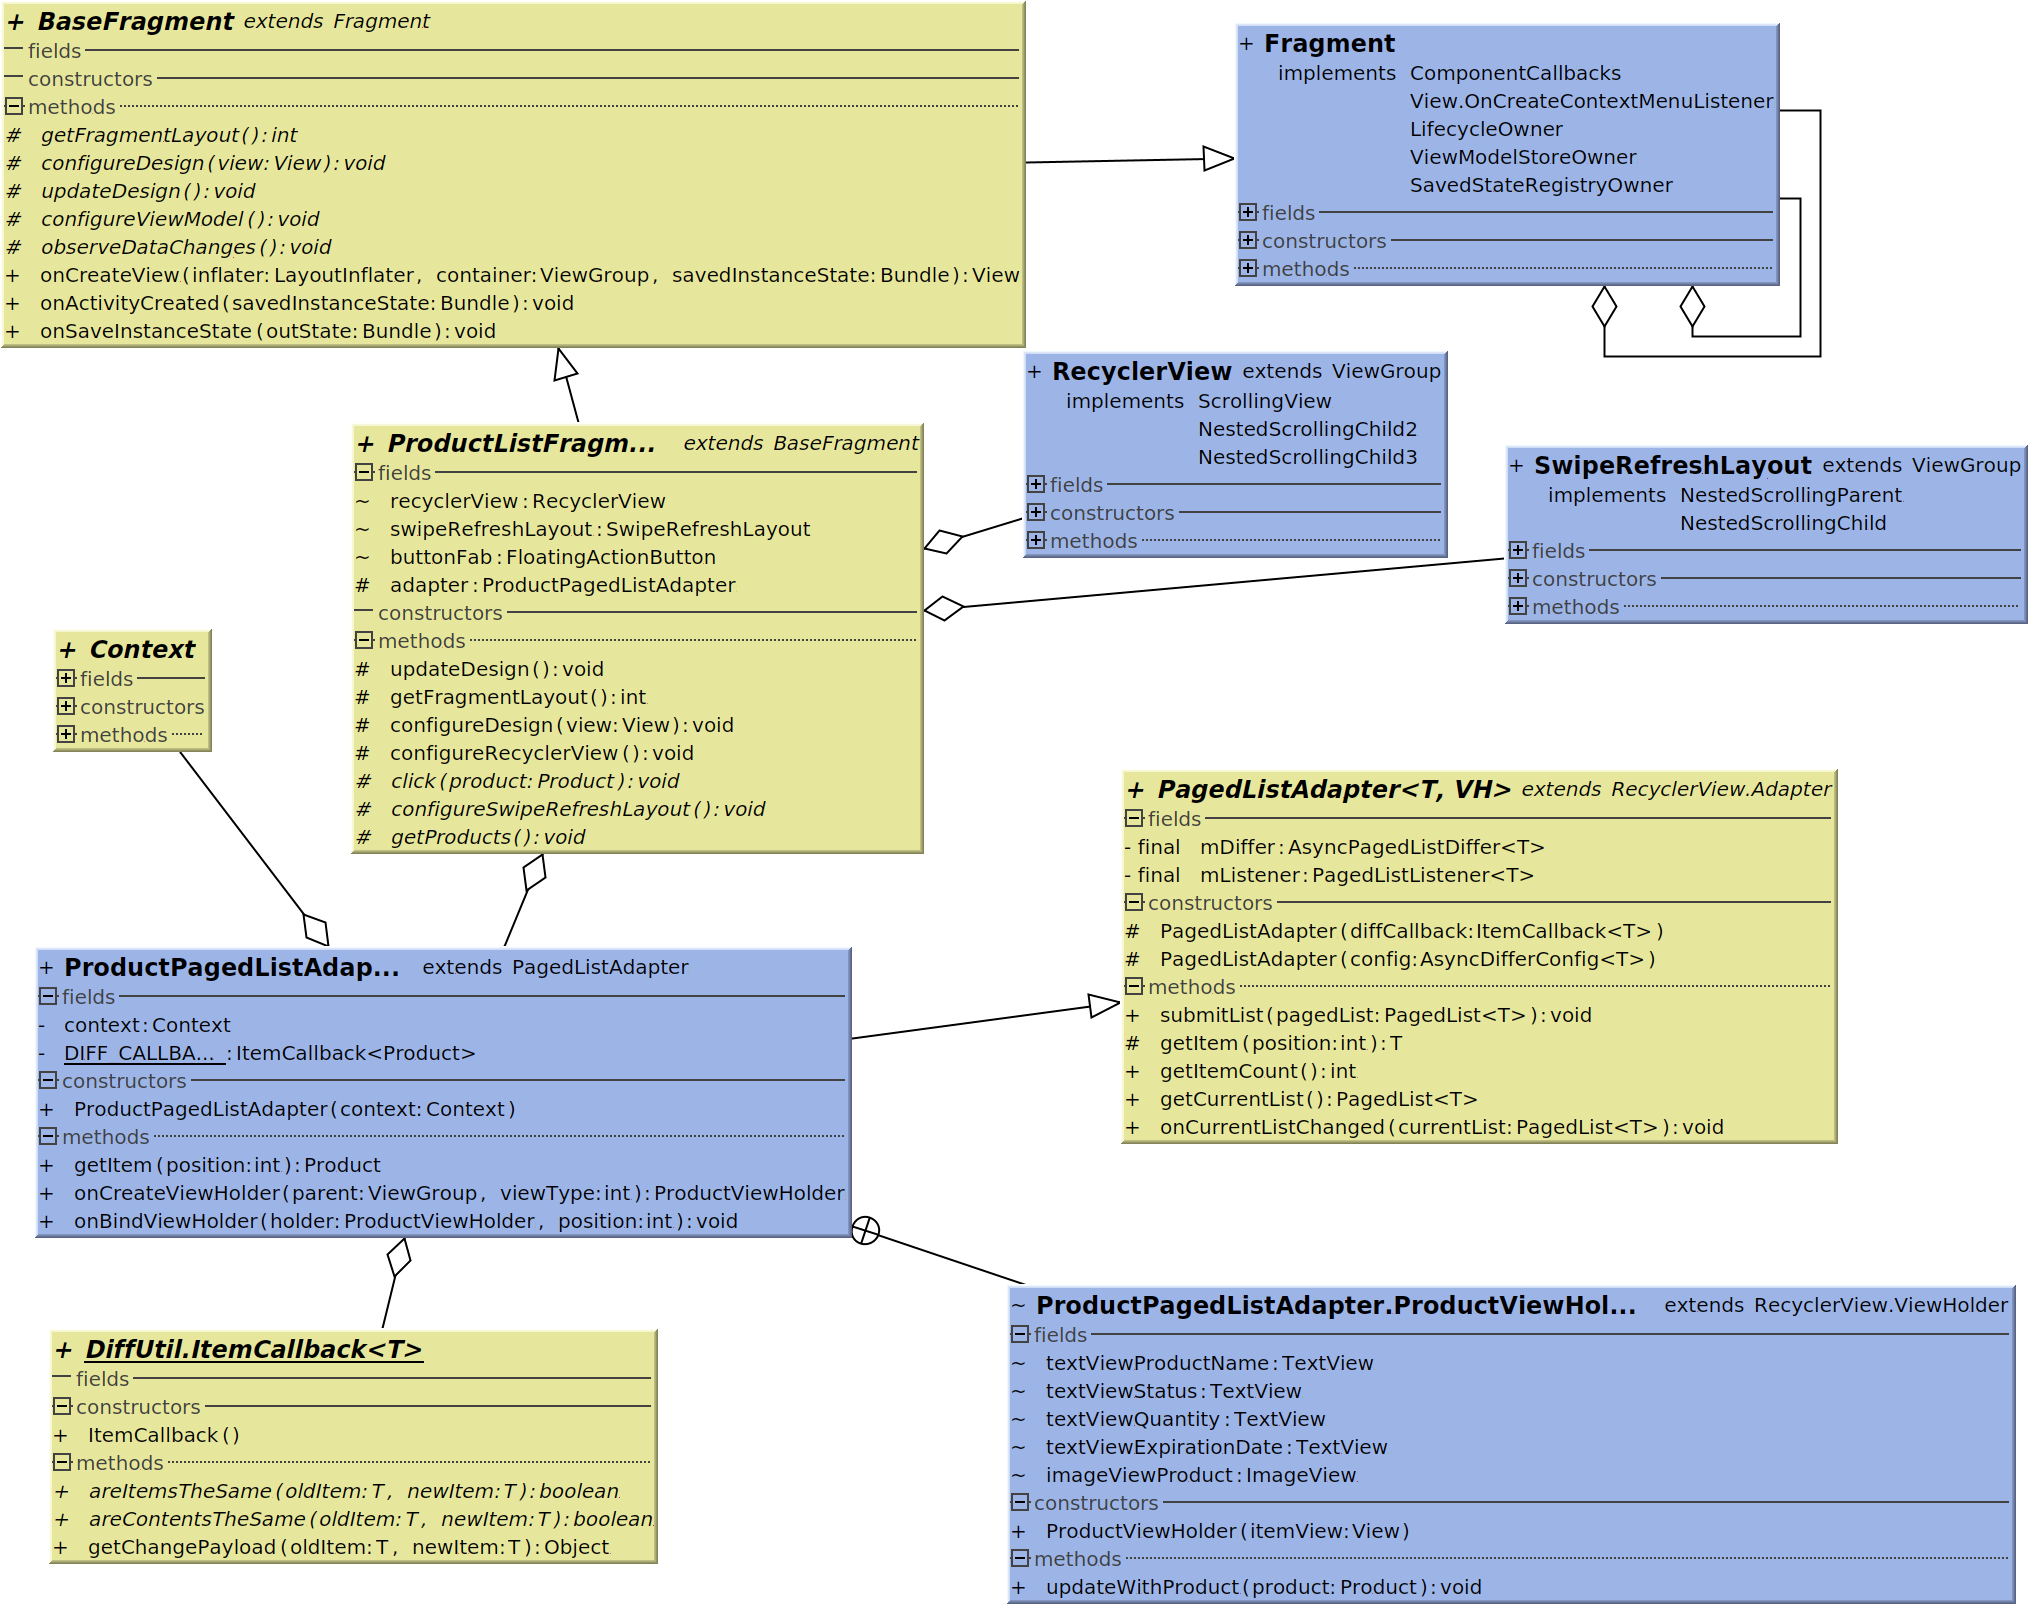 + BaseFragment extends Fragment
fields
constructors
methods
# getFragmentLayout(): int
# configureDesign(view: View): void
# updateDesign(): void
# configureViewModel(): void
# observeDataChanges(): void
+ onCreateView(inflater: LayoutInflater, container: ViewGroup, savedInstanceState: Bundle): View
+ onActivityCreated(savedInstanceState: Bundle): void
+ onSaveInstanceState(outState: Bundle): void
+ Fragment
implements ComponentCallbacks
View.OnCreateContextMenuListener
LifecycleOwner
ViewModelStoreOwner
SavedStateRegistryOwner
fields
constructors
methods
+ RecyclerView extends ViewGroup
implements ScrollingView
NestedScrollingChild2
NestedScrollingChild3
fields
constructors
methods
+ SwipeRefreshLayout extends ViewGroup
implements NestedScrollingParent
NestedScrollingChild
fields
constructors
methods
+ ProductListFragm... extends BaseFragment
fields
~ recyclerView: RecyclerView
~ swipeRefreshLayout: SwipeRefreshLayout
~ buttonFab: FloatingActionButton
# adapter: ProductPagedListAdapter
constructors
methods
# updateDesign(): void
# getFragmentLayout(): int
# configureDesign(view: View): void
# configureRecyclerView(): void
# click(product: Product): void
# configureSwipeRefreshLayout(): void
# getProducts(): void
+ Context
fields
constructors
methods
+ PagedListAdapter<T, VH> extends RecyclerView.Adapter
fields
- final mDiffer: AsyncPagedListDiffer<T>
- final mListener: PagedListListener<T>
constructors
# PagedListAdapter(diffCallback: ItemCallback<T>)
# PagedListAdapter(config: AsyncDifferConfig<T>)
methods
+ submitList(pagedList: PagedList<T>): void
# getItem(position: int): T
+ getItemCount(): int
+ getCurrentList(): PagedList<T>
+ onCurrentListChanged(currentList: PagedList<T>): void
+ ProductPagedListAdap... extends PagedListAdapter
fields
- context: Context
- DIFF_CALLBA... : ItemCallback<Product>
constructors
+ ProductPagedListAdapter(context: Context)
methods
+ getItem(position: int): Product
+ onCreateViewHolder(parent: ViewGroup, viewType: int): ProductViewHolder
+ onBindViewHolder(holder: ProductViewHolder, position: int): void
+ DiffUtil.ItemCallback<T>
fields
constructors
+ ItemCallback()
methods
+ areItemsTheSame(oldItem: T, newItem: T): boolean
+ areContentsTheSame(oldItem: T, newItem: T): boolean
+ getChangePayload(oldItem: T, newItem: T): Object
~ ProductPagedListAdapter.ProductViewHol... extends RecyclerView.ViewHolder
fields
~ textViewProductName: TextView
~ textViewStatus: TextView
~ textViewQuantity: TextView
~ textViewExpirationDate: TextView
~ imageViewProduct: ImageView
constructors
+ ProductViewHolder(itemView: View)
methods
+ updateWithProduct(product: Product): void